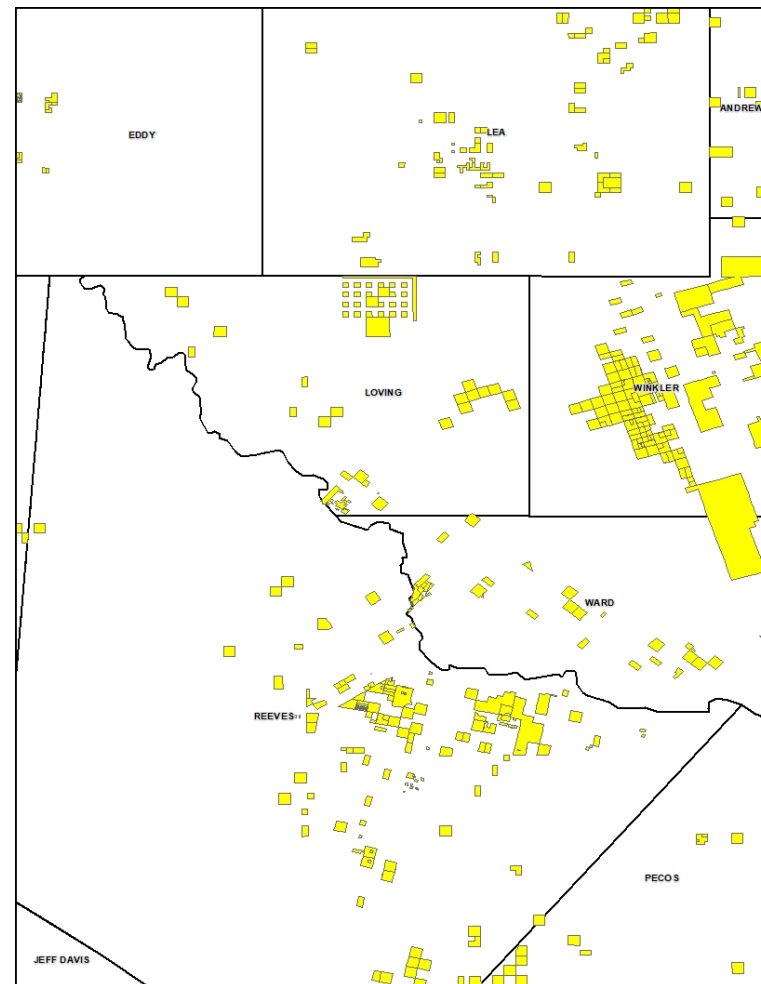 ANDREW
EDDY
LEA
LOVING
WINKLER
WARD
REEVES
PECOS
JEFF DAVIS